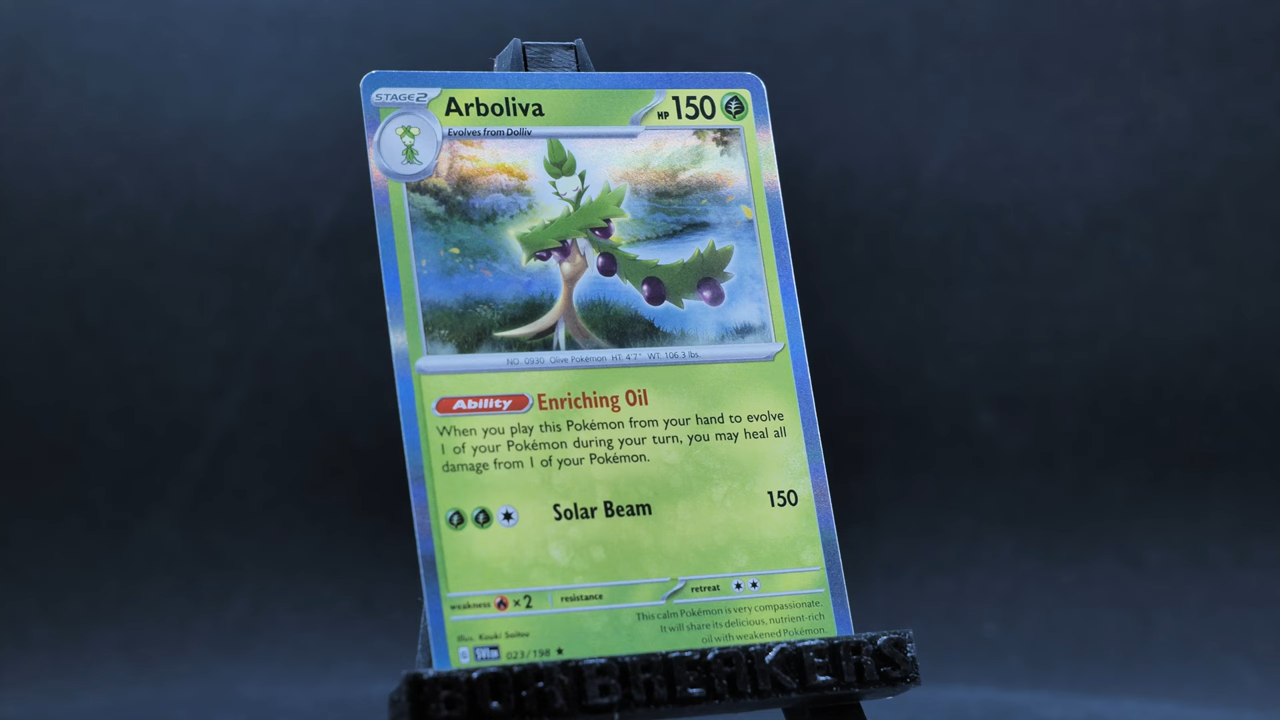 STAGE2
Arboliva
HP 150
Evolves from Dolliv
NO. 0930 Olive Pokémon HT: 4'7" WT: 106.3 lbs.
Ability Enriching Oil
When you play this Pokémon from your hand to evolve
1 of your Pokémon during your turn, you may heal all
damage from 1 of your Pokémon.
Solar Beam 150
weakness ×2 resistance retreat
This calm Pokémon is very compassionate.
It will share its delicious, nutrient-rich
oil with weakened Pokémon.
Illus. Kouki Saitou
G SVI EN 023/198 ★
BOXBREAKERS